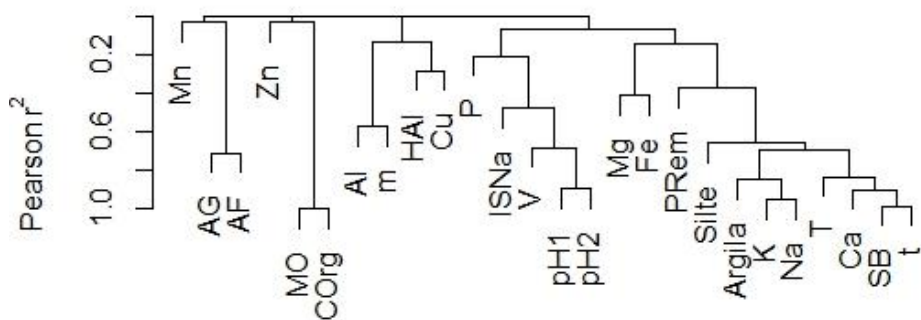 Pearson r²
0.2
0.6
1.0
Mn
AG
AF
Zn
MO
COrg
Al
m
HAl
Cu
P
ISNa
V
pH1
pH2
Mg
Fe
PRem
Silte
Argila
K
Na
T
Ca
SB
t